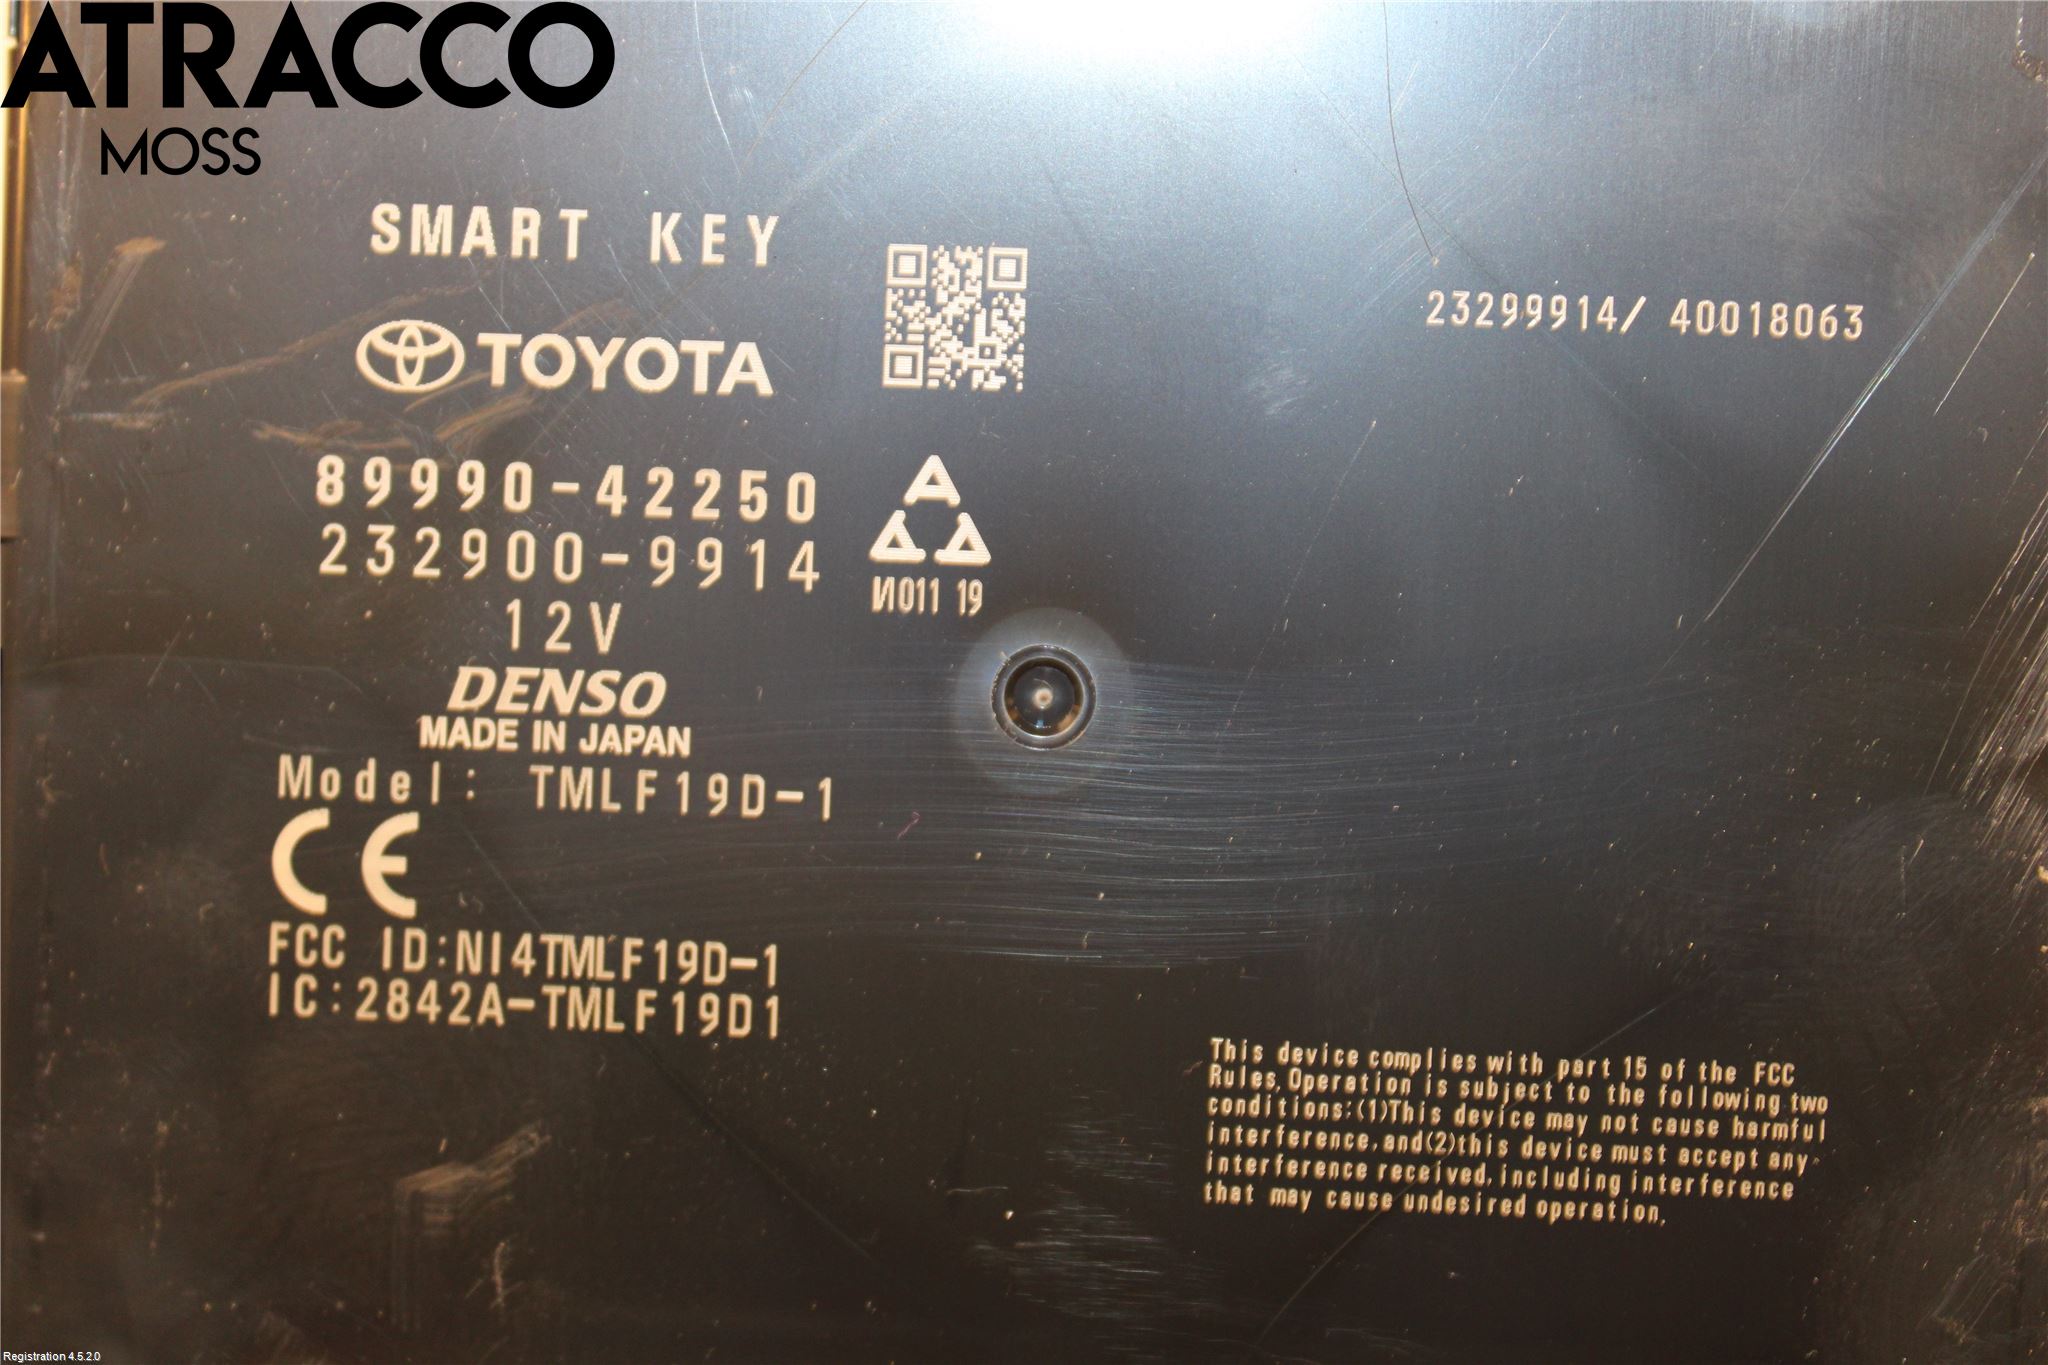 ATRACCO
MOSS
SMART KEY
TOYOTA
23299914/ 40018063
89990-42250
232900-9914
12V
DENSO
MADE IN JAPAN
И011 19
Model: TMLF19D-1
CE
FCC ID:NI4TMLF19D-1
IC:2842A-TMLF19D1
This device complies with part 15 of the FCC
Rules.Operation is subject to the following two
conditions:(1)This device may not cause harmful
interference,and(2)this device must accept any
interference received,including interference
that may cause undesired operation.
Registration 4.5.2.0